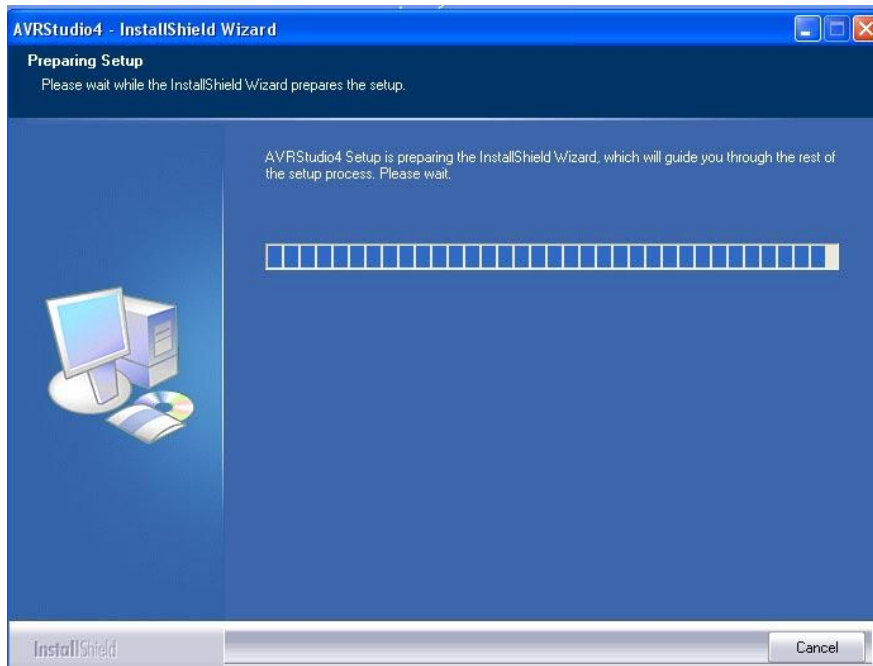 AVRStudio4 - InstallShield Wizard
Preparing Setup
Please wait while the InstallShield Wizard prepares the setup.
AVRStudio4 Setup is preparing the InstallShield Wizard, which will guide you through the rest of
the setup process. Please wait.
InstallShield
Cancel